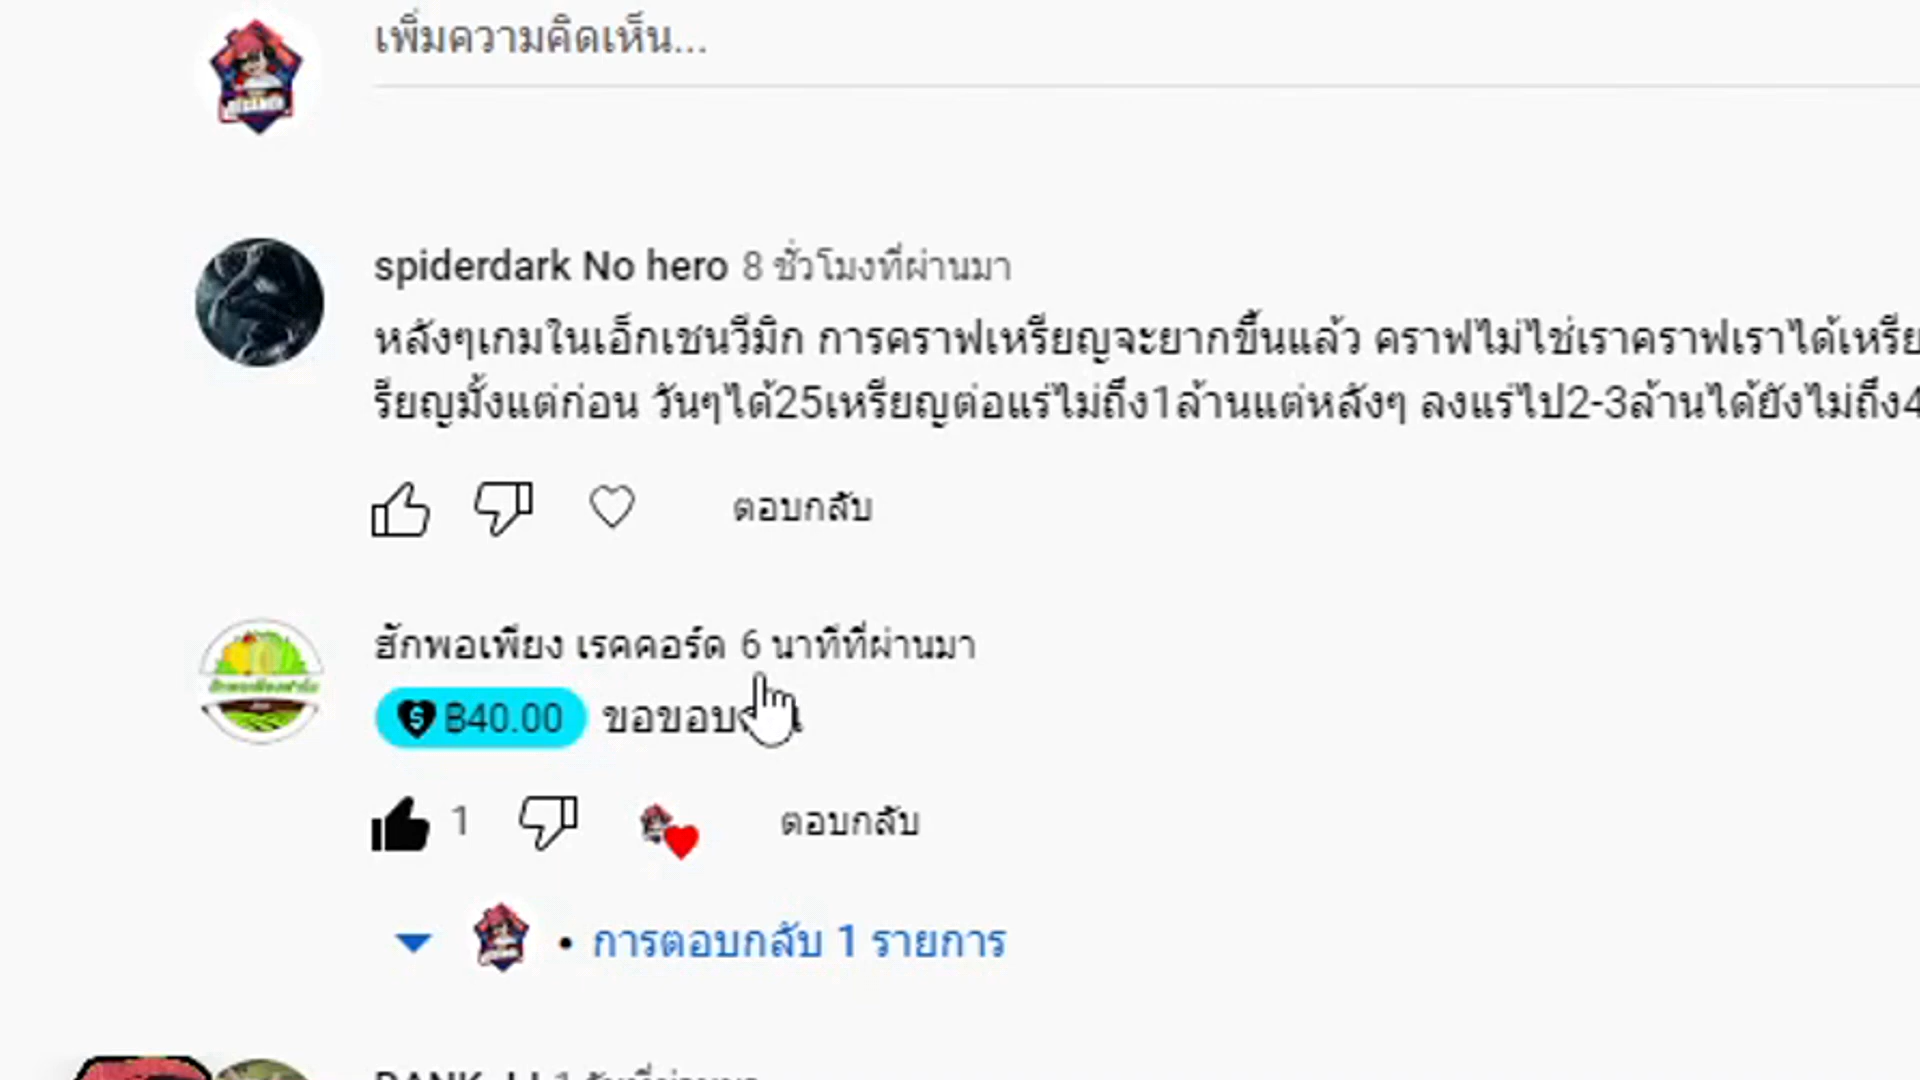 เพิ่มความคิดเห็น...
spiderdark No hero 8 ชั่วโมงที่ผ่านมา
หลังๆเกมในเอ็กเชนวีมิก การคราฟเหรียญจะยากขึ้นแล้ว คราฟไม่ไช่เราคราฟเราได้เหรีย
รียญมั้งแต่ก่อน วันๆได้25เหรียญต่อแร่ไม่ถึง1ล้านแต่หลังๆ ลงแร่ไป2-3ล้านได้ยังไม่ถึง4
ตอบกลับ
ฮักพอเพียง เรคคอร์ด 6 นาทีที่ผ่านมา
฿40.00
1 ตอบกลับ
• การตอบกลับ 1 รายการ